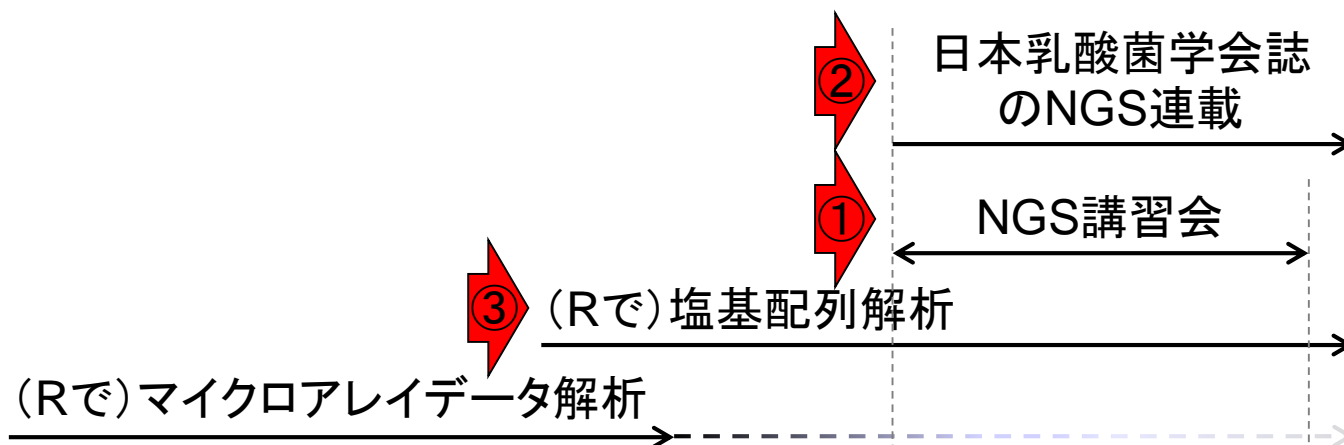 ②
日本乳酸菌学会誌
のNGS連載
①
NGS講習会
③
(Rで)塩基配列解析
(Rで)マイクロアレイデータ解析